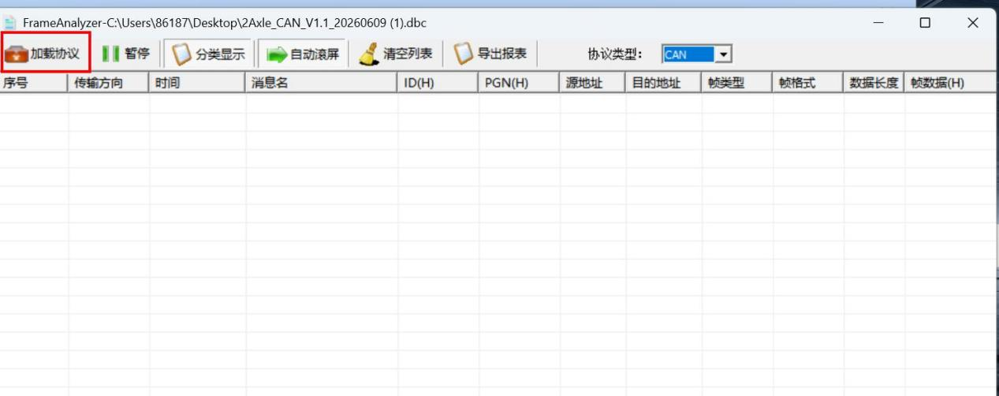 FrameAnalyzer-C:\Users\86187\Desktop\2Axle_CAN_V1.1_20260609 (1).dbc
加载协议 暂停 分类显示 自动滚屏 清空列表 导出报表 协议类型: CAN
序号 传输方向 时间 消息名 ID(H) PGN(H) 源地址 目的地址 帧类型 帧格式 数据长度 帧数据(H)